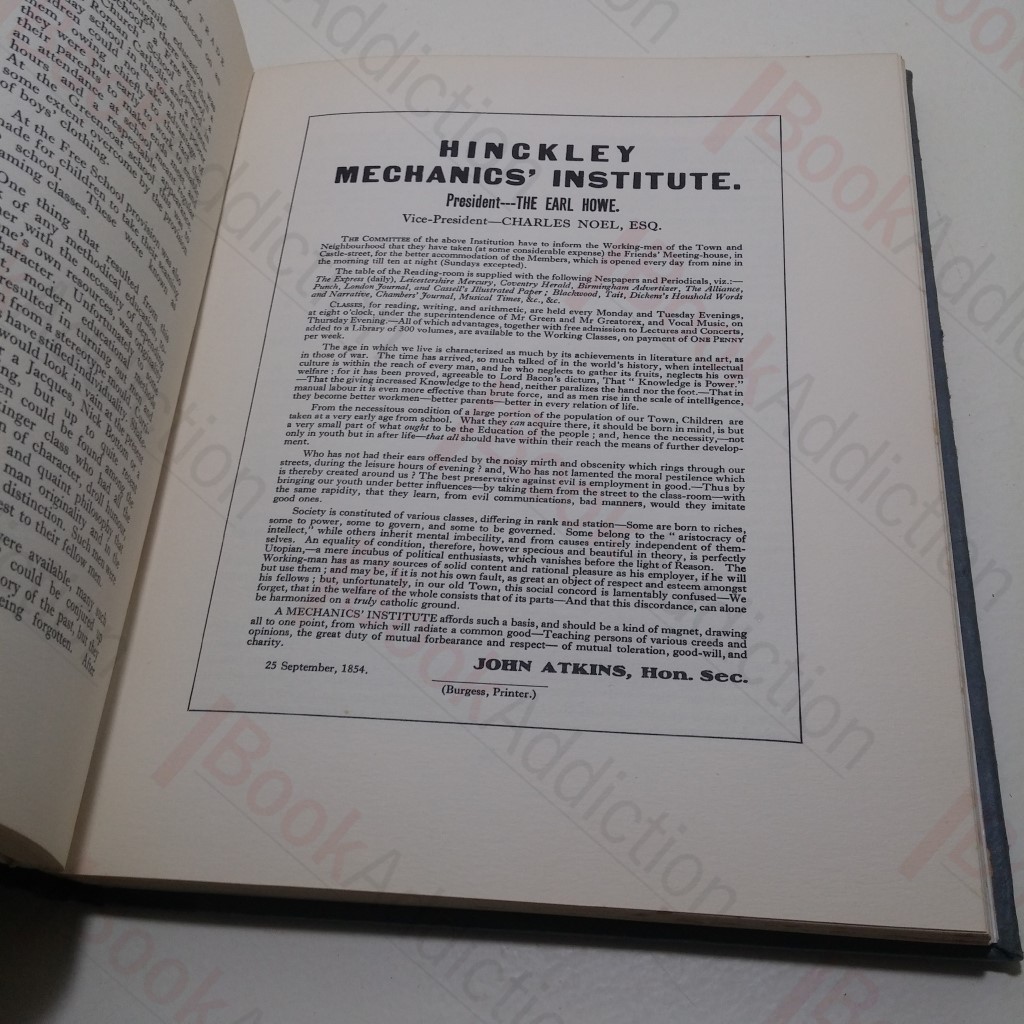 HINCKLEY
MECHANICS' INSTITUTE.
President---THE EARL HOWE.
Vice-President—CHARLES NOEL, ESQ.
THE COMMITTEE of the above Institution have to inform the Working-men of the Town and
Neighbourhood that they have taken (at some considerable expense) the Friends' Meeting-house, in
Castle-street, for the better accommodation of the Members, which is opened every day from nine in
the morning till ten at night (Sundays excepted).
The table of the Reading-room is supplied with the following Nespapers and Periodicals, viz.:—
The Express (daily), Leicestershire Mercury, Coventry Herald, Birmingham Advertizer, The Alliance,
Punch, London Journal, and Cassell's Illustrated Paper; Blackwood, Tait, Dickens's Houshold Words
and Narrative, Chambers' Journal, Musical Times, &c., &c.
CLASSES, for reading, writing, and arithmetic, are held every Monday and Tuesday Evenings,
at eight o'clock, under the superintendence of Mr Green and Mr Greatorex, and Vocal Music, on
Thursday Evening.—All of which advantages, together with free admission to Lectures and Concerts,
added to a Library of 300 volumes, are available to the Working Classes, on payment of ONE PENNY
per week.
The age in which we live is characterized as much by its achievements in literature and art, as
in those of war. The time has arrived, so much talked of in the world's history, when intellectual
culture is within the reach of every man, and he who neglects to gather its fruits, neglects his own
welfare; for it has been proved, agreeable to Lord Bacon's dictum, That "Knowledge is Power."
—That the giving increased Knowledge to the head, neither paralizes the hand nor the foot.—That in
manual labour it is even more effective than brute force, and as men rise in the scale of intelligence,
they become better workmen—better parents—better in every relation of life.
From the necessitous condition of a large portion of the population of our Town, Children are
taken at a very early age from school. What they can acquire there, it should be born in mind, is but
a very small part of what ought to be the Education of the people; and, hence the necessity,—not
only in youth but in after life—that all should have within their reach the means of further develop-
ment.
Who has not had their ears offended by the noisy mirth and obscenity which rings through our
streets, during the leisure hours of evening? and, Who has not lamented the moral pestilence which
is thereby created around us? The best preservative against evil is employment in good.—Thus by
bringing our youth under better influences—by taking them from the street to the class-room—with
the same rapidity, that they learn, from evil communications, bad manners, would they imitate
good ones.
Society is constituted of various classes, differing in rank and station—Some are born to riches,
some to power, some to govern, and some to be governed. Some belong to the "aristocracy of
intellect," while others inherit mental imbecility, and from causes entirely independent of them-
selves. An equality of condition, therefore, however specious and beautiful in theory, is perfectly
Utopian,—a mere incubus of political enthusiasts, which vanishes before the light of Reason. The
Working-man has as many sources of solid content and rational pleasure as his employer, if he will
but use them; and may be, if it is not his own fault, as great an object of respect and esteem amongst
his fellows; but, unfortunately, in our old Town, this social concord is lamentably confused—We
forget, that in the welfare of the whole consists that of its parts—And that this discordance, can alone
be harmonized on a truly catholic ground.
A MECHANICS' INSTITUTE affords such a basis, and should be a kind of magnet, drawing
all to one point, from which will radiate a common good—Teaching persons of various creeds and
opinions, the great duty of mutual forbearance and respect— of mutual toleration, good-will, and
charity.
25 September, 1854.
JOHN ATKINS, Hon. Sec.
(Burgess, Printer.)